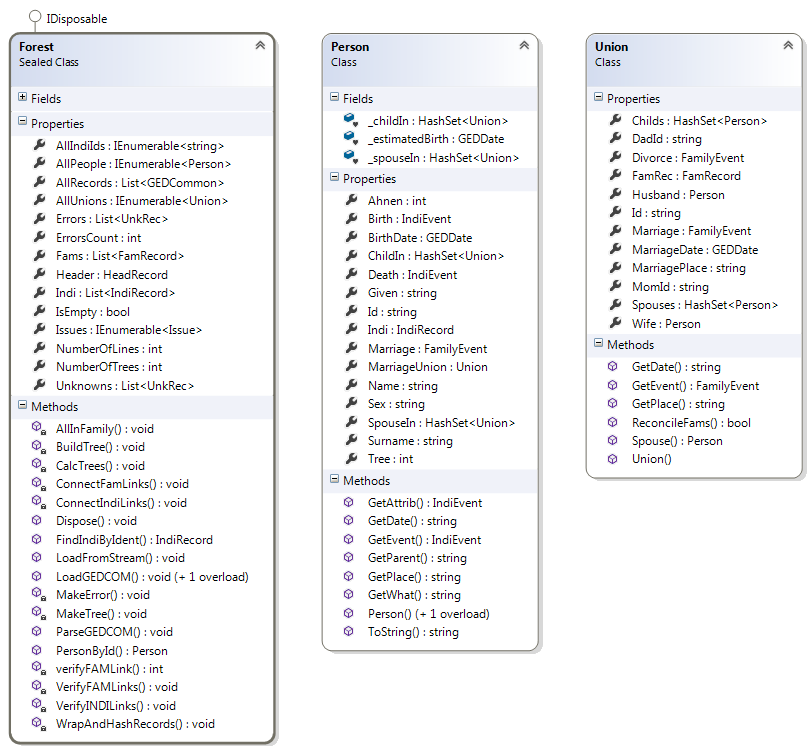 IDisposable
Forest
Sealed Class
Fields
Properties
AllIndiIds : IEnumerable<string>
AllPeople : IEnumerable<Person>
AllRecords : List<GEDCommon>
AllUnions : IEnumerable<Union>
Errors : List<UnkRec>
ErrorsCount : int
Fams : List<FamRecord>
Header : HeadRecord
Indi : List<IndiRecord>
IsEmpty : bool
Issues : IEnumerable<Issue>
NumberOfLines : int
NumberOfTrees : int
Unknowns : List<UnkRec>
Methods
AllInFamily() : void
BuildTree() : void
CalcTrees() : void
ConnectFamLinks() : void
ConnectIndiLinks() : void
Dispose() : void
FindIndiByIdent() : IndiRecord
LoadFromStream() : void
LoadGEDCOM() : void (+ 1 overload)
MakeError() : void
MakeTree() : void
ParseGEDCOM() : void
PersonById() : Person
verifyFAMLink() : int
VerifyFAMLinks() : void
VerifyINDILinks() : void
WrapAndHashRecords() : void
Person
Class
Fields
_childIn : HashSet<Union>
_estimatedBirth : GEDDate
_spouseIn : HashSet<Union>
Properties
Ahnen : int
Birth : IndiEvent
BirthDate : GEDDate
ChildIn : HashSet<Union>
Death : IndiEvent
Given : string
Id : string
Indi : IndiRecord
Marriage : FamilyEvent
MarriageUnion : Union
Name : string
Sex : string
SpouseIn : HashSet<Union>
Surname : string
Tree : int
Methods
GetAttrib() : IndiEvent
GetDate() : string
GetEvent() : IndiEvent
GetParent() : string
GetPlace() : string
GetWhat() : string
Person() (+ 1 overload)
ToString() : string
Union
Class
Properties
Childs : HashSet<Person>
DadId : string
Divorce : FamilyEvent
FamRec : FamRecord
Husband : Person
Id : string
Marriage : FamilyEvent
MarriageDate : GEDDate
MarriagePlace : string
MomId : string
Spouses : HashSet<Person>
Wife : Person
Methods
GetDate() : string
GetEvent() : FamilyEvent
GetPlace() : string
ReconcileFams() : bool
Spouse() : Person
Union()